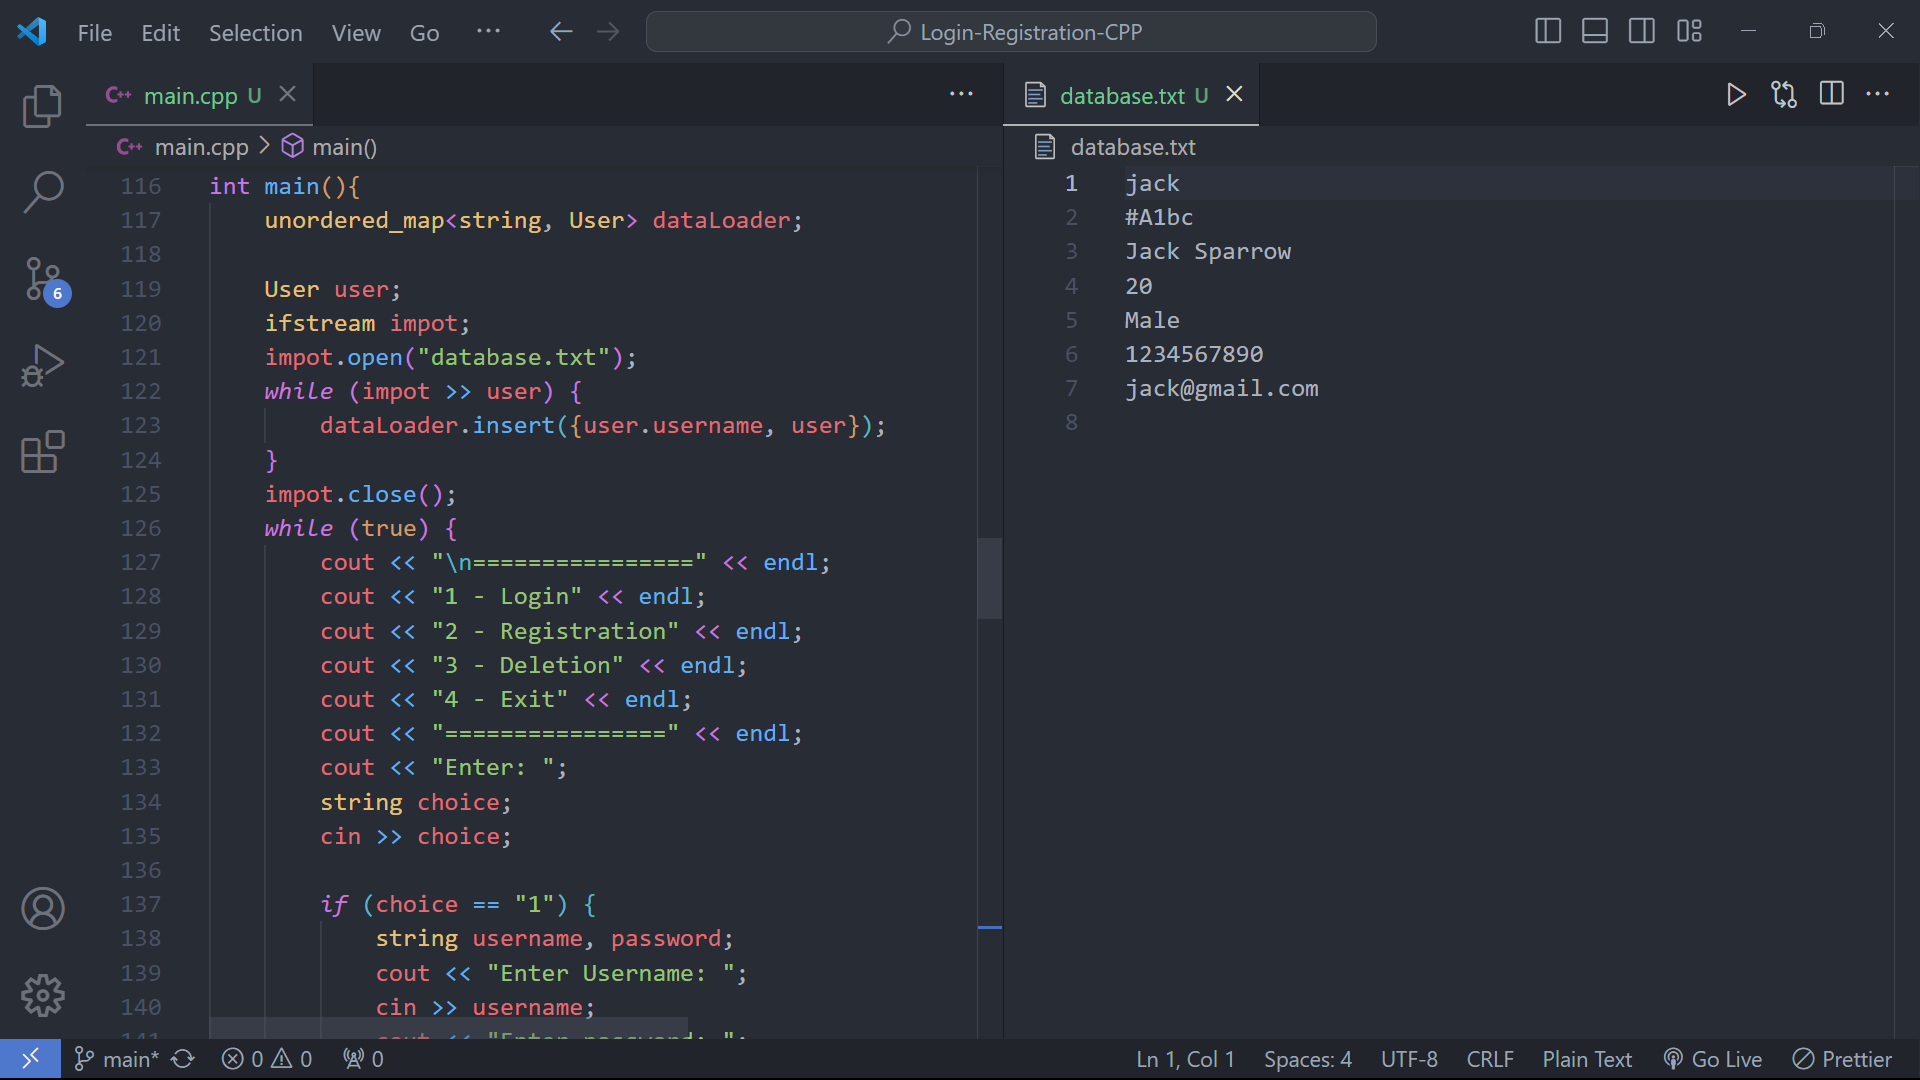 File Edit Selection View Go ··· Login-Registration-CPP
C++ main.cpp U
database.txt U
C++ main.cpp > main()
database.txt
116 int main(){
117 unordered_map<string, User> dataLoader;
118
119 User user;
120 ifstream impot;
121 impot.open("database.txt");
122 while (impot >> user) {
123 dataLoader.insert({user.username, user});
124 }
125 impot.close();
126 while (true) {
127 cout << "\n================" << endl;
128 cout << "1 - Login" << endl;
129 cout << "2 - Registration" << endl;
130 cout << "3 - Deletion" << endl;
131 cout << "4 - Exit" << endl;
132 cout << "================" << endl;
133 cout << "Enter: ";
134 string choice;
135 cin >> choice;
136
137 if (choice == "1") {
138 string username, password;
139 cout << "Enter Username: ";
140 cin >> username;
141 cout << "Enter password: ";
1 jack
2 #A1bc
3 Jack Sparrow
4 20
5 Male
6 1234567890
7 jack@gmail.com
8
6
main* 0 0 0 Ln 1, Col 1 Spaces: 4 UTF-8 CRLF Plain Text Go Live Prettier